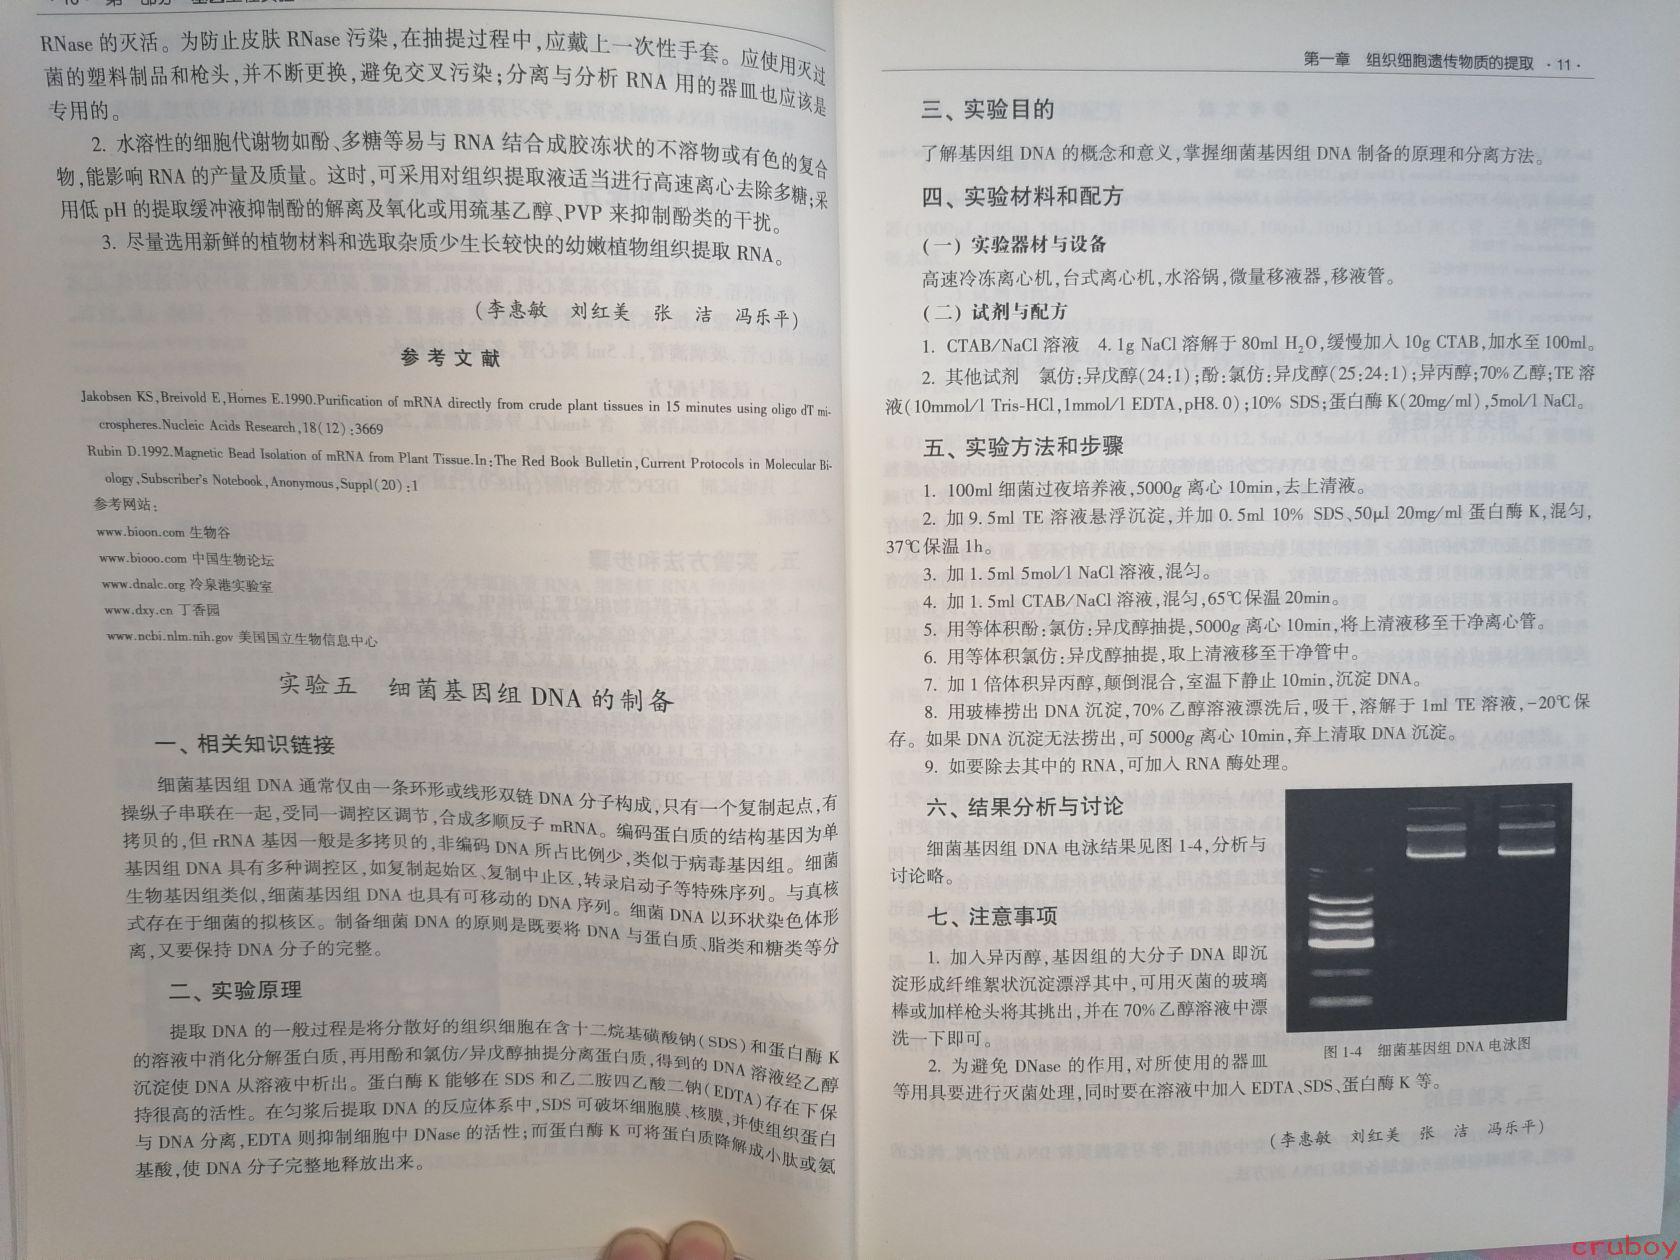 RNase 的灭活。为防止皮肤 RNase 污染,在抽提过程中,应戴上一次性手套。应使用灭过
菌的塑料制品和枪头,并不断更换,避免交叉污染;分离与分析 RNA 用的器皿也应该是
专用的。
2. 水溶性的细胞代谢物如酚、多糖等易与 RNA 结合成胶冻状的不溶物或有色的复合
物,能影响 RNA 的产量及质量。这时,可采用对组织提取液适当进行高速离心去除多糖;采
用低 pH 的提取缓冲液抑制酚的解离及氧化或用巯基乙醇、PVP 来抑制酚类的干扰。
3. 尽量选用新鲜的植物材料和选取杂质少生长较快的幼嫩植物组织提取 RNA。
(李惠敏 刘红美 张 洁 冯乐平)
参考文献
Jakobsen KS,Breivold E,Hornes E.1990.Purification of mRNA directly from crude plant tissues in 15 minutes using oligo dT mi-
crospheres.Nucleic Acids Research,18(12):3669
Rubin D.1992.Magnetic Bead Isolation of mRNA from Plant Tissue.In:The Red Book Bulletin,Current Protocols in Molecular Bi-
ology,Subscriber's Notebook,Anonymous,Suppl(20):1
参考网站:
www.bioon.com 生物谷
www.biooo.com 中国生物论坛
www.dnalc.org 冷泉港实验室
www.dxy.cn 丁香园
www.ncbi.nlm.nih.gov 美国国立生物信息中心
实验五 细菌基因组 DNA 的制备
一、相关知识链接
细菌基因组 DNA 通常仅由一条环形或线形双链 DNA 分子构成,只有一个复制起点,有
操纵子串联在一起,受同一调控区调节,合成多顺反子 mRNA。编码蛋白质的结构基因为单
拷贝的,但 rRNA 基因一般是多拷贝的,非编码 DNA 所占比例少,类似于病毒基因组。细菌
基因组 DNA 具有多种调控区,如复制起始区、复制中止区,转录启动子等特殊序列。与真核
生物基因组类似,细菌基因组 DNA 也具有可移动的 DNA 序列。细菌 DNA 以环状染色体形
式存在于细菌的拟核区。制备细菌 DNA 的原则是既要将 DNA 与蛋白质、脂类和糖类等分
离,又要保持 DNA 分子的完整。
二、实验原理
提取 DNA 的一般过程是将分散好的组织细胞在含十二烷基磺酸钠(SDS)和蛋白酶 K
的溶液中消化分解蛋白质,再用酚和氯仿/异戊醇抽提分离蛋白质,得到的 DNA 溶液经乙醇
沉淀使 DNA 从溶液中析出。蛋白酶 K 能够在 SDS 和乙二胺四乙酸二钠(EDTA)存在下保
持很高的活性。在匀浆后提取 DNA 的反应体系中,SDS 可破坏细胞膜、核膜,并使组织蛋白
与 DNA 分离,EDTA 则抑制细胞中 DNase 的活性;而蛋白酶 K 可将蛋白质降解成小肽或氨
基酸,使 DNA 分子完整地释放出来。
第一章 组织细胞遗传物质的提取 ·11·
三、实验目的
了解基因组 DNA 的概念和意义,掌握细菌基因组 DNA 制备的原理和分离方法。
四、实验材料和配方
(一)实验器材与设备
高速冷冻离心机,台式离心机,水浴锅,微量移液器,移液管。
(二)试剂与配方
1. CTAB/NaCl 溶液 4.1g NaCl 溶解于 80ml H₂O,缓慢加入 10g CTAB,加水至 100ml。
2. 其他试剂 氯仿:异戊醇(24:1);酚:氯仿:异戊醇(25:24:1);异丙醇;70%乙醇;TE 溶
液(10mmol/l Tris-HCl,1mmol/l EDTA,pH8.0);10% SDS;蛋白酶 K(20mg/ml),5mol/l NaCl。
五、实验方法和步骤
1. 100ml 细菌过夜培养液,5000g 离心 10min,去上清液。
2. 加 9.5ml TE 溶液悬浮沉淀,并加 0.5ml 10% SDS、50μl 20mg/ml 蛋白酶 K,混匀,
37℃保温 1h。
3. 加 1.5ml 5mol/l NaCl 溶液,混匀。
4. 加 1.5ml CTAB/NaCl 溶液,混匀,65℃保温 20min。
5. 用等体积酚:氯仿:异戊醇抽提,5000g 离心 10min,将上清液移至干净离心管。
6. 用等体积氯仿:异戊醇抽提,取上清液移至干净管中。
7. 加 1 倍体积异丙醇,颠倒混合,室温下静止 10min,沉淀 DNA。
8. 用玻棒捞出 DNA 沉淀,70%乙醇溶液漂洗后,吸干,溶解于 1ml TE 溶液,-20℃保
存。如果 DNA 沉淀无法捞出,可 5000g 离心 10min,弃上清取 DNA 沉淀。
9. 如要除去其中的 RNA,可加入 RNA 酶处理。
六、结果分析与讨论
细菌基因组 DNA 电泳结果见图 1-4,分析与
讨论略。
七、注意事项
1. 加入异丙醇,基因组的大分子 DNA 即沉
淀形成纤维絮状沉淀漂浮其中,可用灭菌的玻璃
棒或加样枪头将其挑出,并在 70%乙醇溶液中漂
洗一下即可。
2. 为避免 DNase 的作用,对所使用的器皿
等用具要进行灭菌处理,同时要在溶液中加入 EDTA、SDS、蛋白酶 K 等。
图 1-4 细菌基因组 DNA 电泳图
(李惠敏 刘红美 张 洁 冯乐平)
cruboy